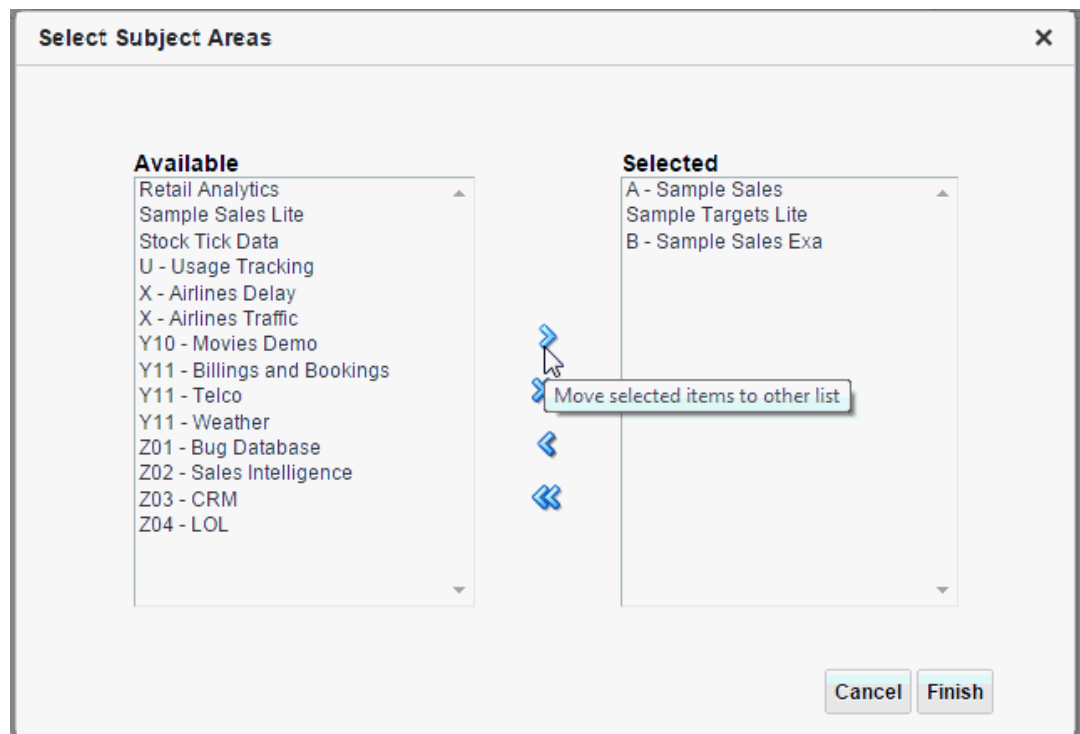 Select Subject Areas
Available
Retail Analytics
Sample Sales Lite
Stock Tick Data
U - Usage Tracking
X - Airlines Delay
X - Airlines Traffic
Y10 - Movies Demo
Y11 - Billings and Bookings
Y11 - Telco
Y11 - Weather
Z01 - Bug Database
Z02 - Sales Intelligence
Z03 - CRM
Z04 - LOL
Selected
A - Sample Sales
Sample Targets Lite
B - Sample Sales Exa
Move selected items to other list
Cancel Finish